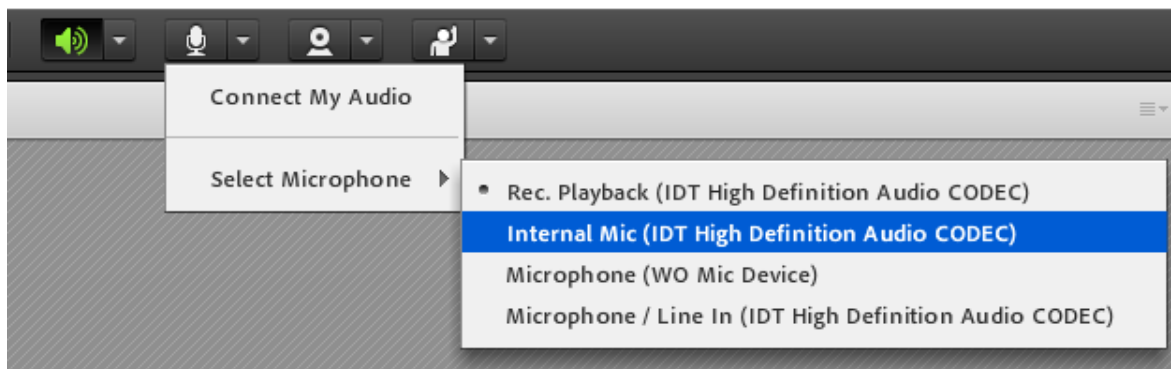 Connect My Audio
Select Microphone
Rec. Playback (IDT High Definition Audio CODEC)
Internal Mic (IDT High Definition Audio CODEC)
Microphone (WO Mic Device)
Microphone / Line In (IDT High Definition Audio CODEC)